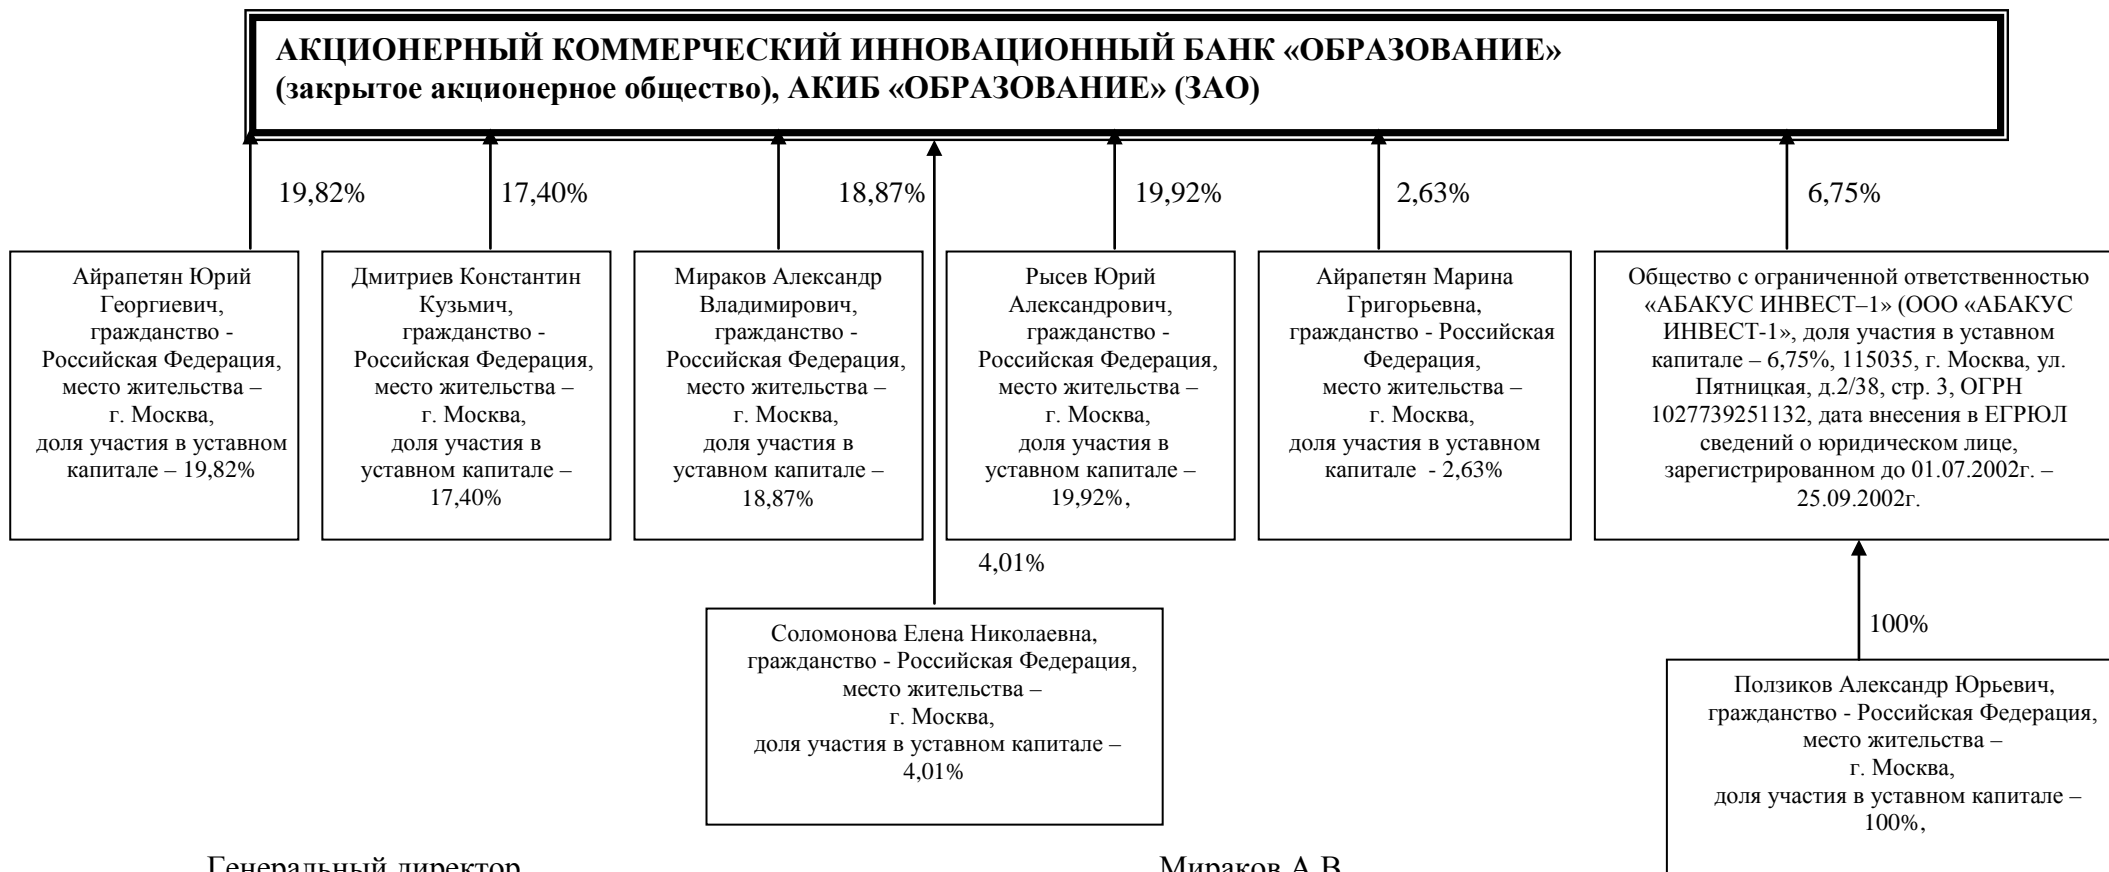 АКЦИОНЕРНЫЙ КОММЕРЧЕСКИЙ ИННОВАЦИОННЫЙ БАНК «ОБРАЗОВАНИЕ»
(закрытое акционерное общество), АКИБ «ОБРАЗОВАНИЕ» (ЗАО)
19,82%
17,40%
18,87%
19,92%
2,63%
6,75%
Айрапетян Юрий
Георгиевич,
гражданство -
Российская Федерация,
место жительства –
г. Москва,
доля участия в уставном
капитале – 19,82%
Дмитриев Константин
Кузьмич,
гражданство -
Российская Федерация,
место жительства –
г. Москва,
доля участия в
уставном капитале –
17,40%
Мираков Александр
Владимирович,
гражданство -
Российская Федерация,
место жительства –
г. Москва,
доля участия в
уставном капитале –
18,87%
Рысев Юрий
Александрович,
гражданство -
Российская Федерация,
место жительства –
г. Москва,
доля участия в
уставном капитале –
19,92%,
Айрапетян Марина
Григорьевна,
гражданство - Российская
Федерация,
место жительства –
г. Москва,
доля участия в уставном
капитале - 2,63%
Общество с ограниченной ответственностью
«АБАКУС ИНВЕСТ–1» (ООО «АБАКУС
ИНВЕСТ-1», доля участия в уставном
капитале – 6,75%, 115035, г. Москва, ул.
Пятницкая, д.2/38, стр. 3, ОГРН
1027739251132, дата внесения в ЕГРЮЛ
сведений о юридическом лице,
зарегистрированном до 01.07.2002г. –
25.09.2002г.
4,01%
Соломонова Елена Николаевна,
гражданство - Российская Федерация,
место жительства –
г. Москва,
доля участия в уставном капитале –
4,01%
100%
Ползиков Александр Юрьевич,
гражданство - Российская Федерация,
место жительства –
г. Москва,
доля участия в уставном капитале –
100%,
Генеральный директор
Мираков А.В.